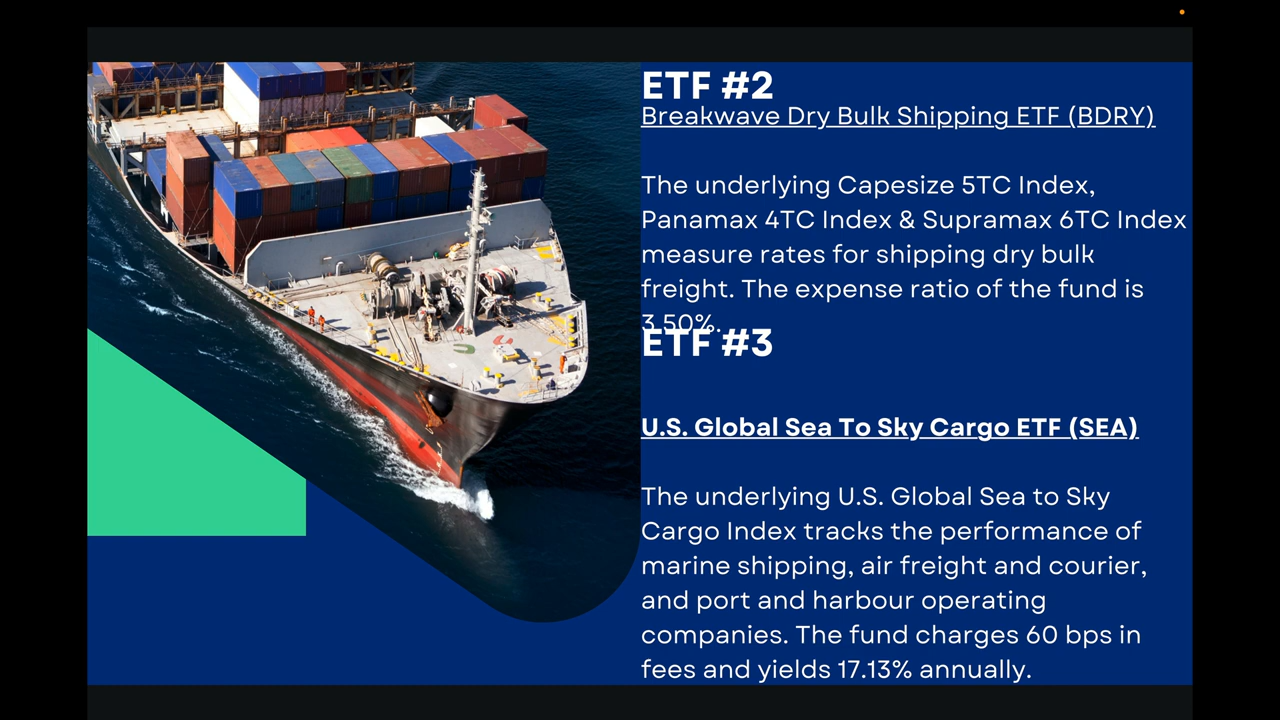 ETF #2
Breakwave Dry Bulk Shipping ETF (BDRY)
The underlying Capesize 5TC Index,
Panamax 4TC Index & Supramax 6TC Index
measure rates for shipping dry bulk
freight. The expense ratio of the fund is
3.50%.
ETF #3
U.S. Global Sea To Sky Cargo ETF (SEA)
The underlying U.S. Global Sea to Sky
Cargo Index tracks the performance of
marine shipping, air freight and courier,
and port and harbour operating
companies. The fund charges 60 bps in
fees and yields 17.13% annually.